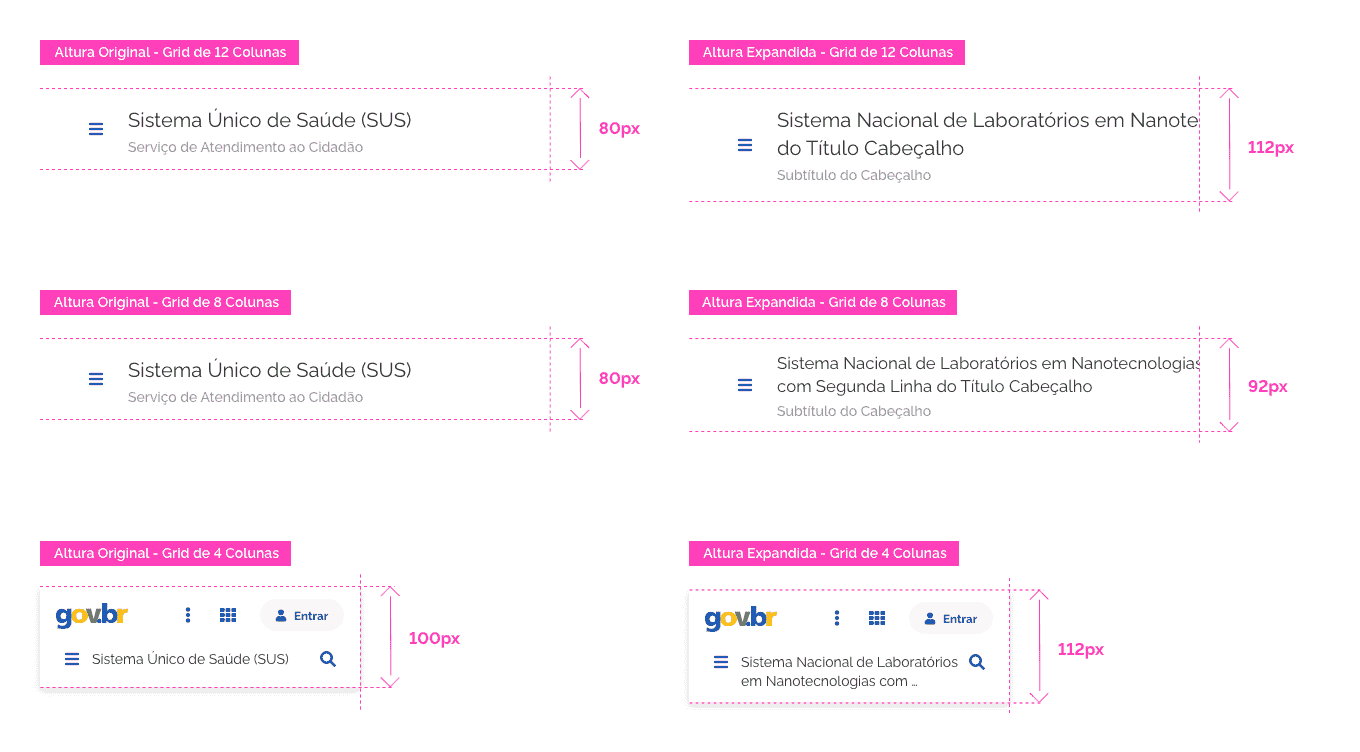 Altura Original - Grid de 12 Colunas
Sistema Único de Saúde (SUS)
Serviço de Atendimento ao Cidadão
80px
Altura Expandida - Grid de 12 Colunas
Sistema Nacional de Laboratórios em Nanote
do Título Cabeçalho
Subtítulo do Cabeçalho
112px
Altura Original - Grid de 8 Colunas
Sistema Único de Saúde (SUS)
Serviço de Atendimento ao Cidadão
80px
Altura Expandida - Grid de 8 Colunas
Sistema Nacional de Laboratórios em Nanotecnologias
com Segunda Linha do Título Cabeçalho
Subtítulo do Cabeçalho
92px
Altura Original - Grid de 4 Colunas
gov.br
Entrar
Sistema Único de Saúde (SUS)
100px
Altura Expandida - Grid de 4 Colunas
gov.br
Entrar
Sistema Nacional de Laboratórios
em Nanotecnologias com ...
112px